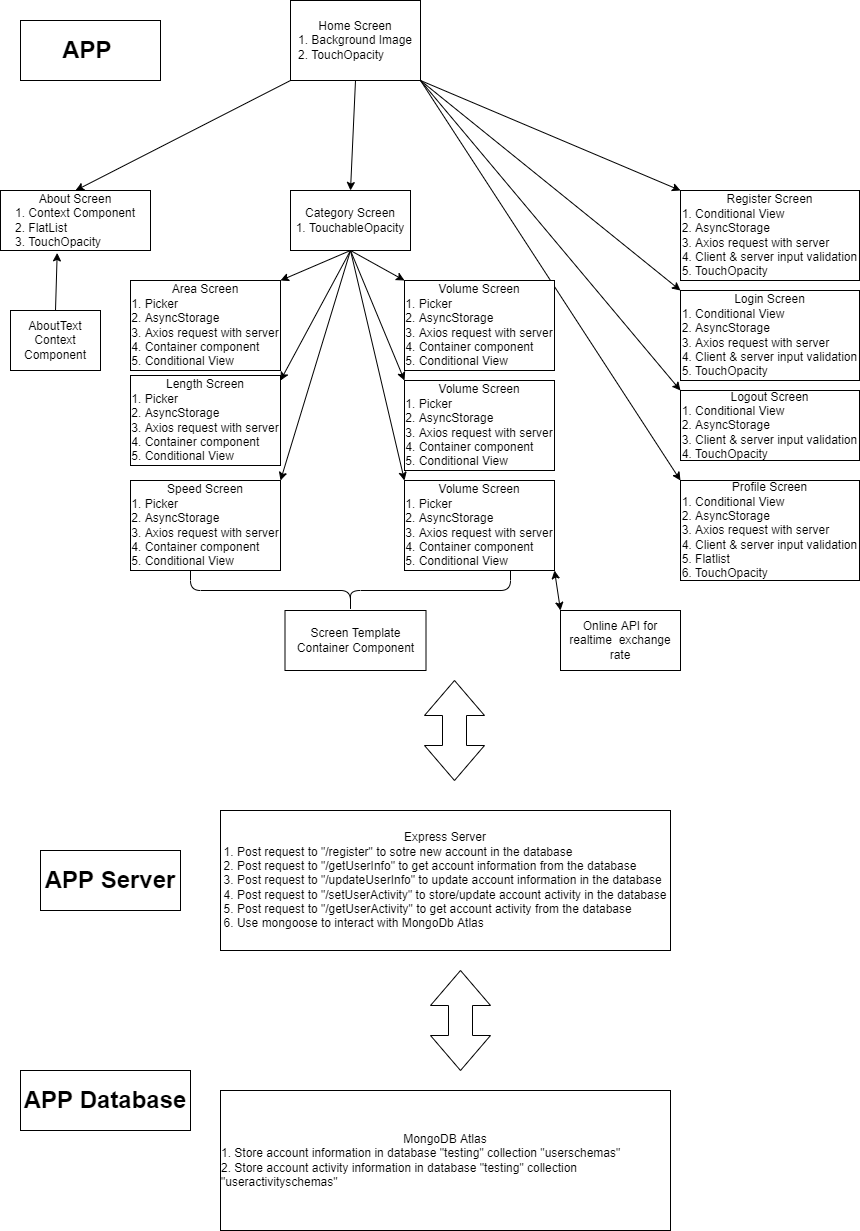 APP
Home Screen
1. Background Image
2. TouchOpacity
About Screen
1. Context Component
2. FlatList
3. TouchOpacity
Category Screen
1. TouchableOpacity
Register Screen
1. Conditional View
2. AsyncStorage
3. Axios request with server
4. Client & server input validation
5. TouchOpacity
AboutText
Context
Component
Area Screen
1. Picker
2. AsyncStorage
3. Axios request with server
4. Container component
5. Conditional View
Volume Screen
1. Picker
2. AsyncStorage
3. Axios request with server
4. Container component
5. Conditional View
Login Screen
1. Conditional View
2. AsyncStorage
3. Axios request with server
4. Client & server input validation
5. TouchOpacity
Length Screen
1. Picker
2. AsyncStorage
3. Axios request with server
4. Container component
5. Conditional View
Volume Screen
1. Picker
2. AsyncStorage
3. Axios request with server
4. Container component
5. Conditional View
Logout Screen
1. Conditional View
2. AsyncStorage
3. Client & server input validation
4. TouchOpacity
Speed Screen
1. Picker
2. AsyncStorage
3. Axios request with server
4. Container component
5. Conditional View
Volume Screen
1. Picker
2. AsyncStorage
3. Axios request with server
4. Container component
5. Conditional View
Profile Screen
1. Conditional View
2. AsyncStorage
3. Axios request with server
4. Client & server input validation
5. Flatlist
6. TouchOpacity
Screen Template
Container Component
Online API for
realtime exchange
rate
APP Server
Express Server
1. Post request to "/register" to sotre new account in the database
2. Post request to "/getUserInfo" to get account information from the database
3. Post request to "/updateUserInfo" to update account information in the database
4. Post request to "/setUserActivity" to store/update account activity in the database
5. Post request to "/getUserActivity" to get account activity from the database
6. Use mongoose to interact with MongoDb Atlas
APP Database
MongoDB Atlas
1. Store account information in database "testing" collection "userschemas"
2. Store account activity information in database "testing" collection
"useractivityschemas"